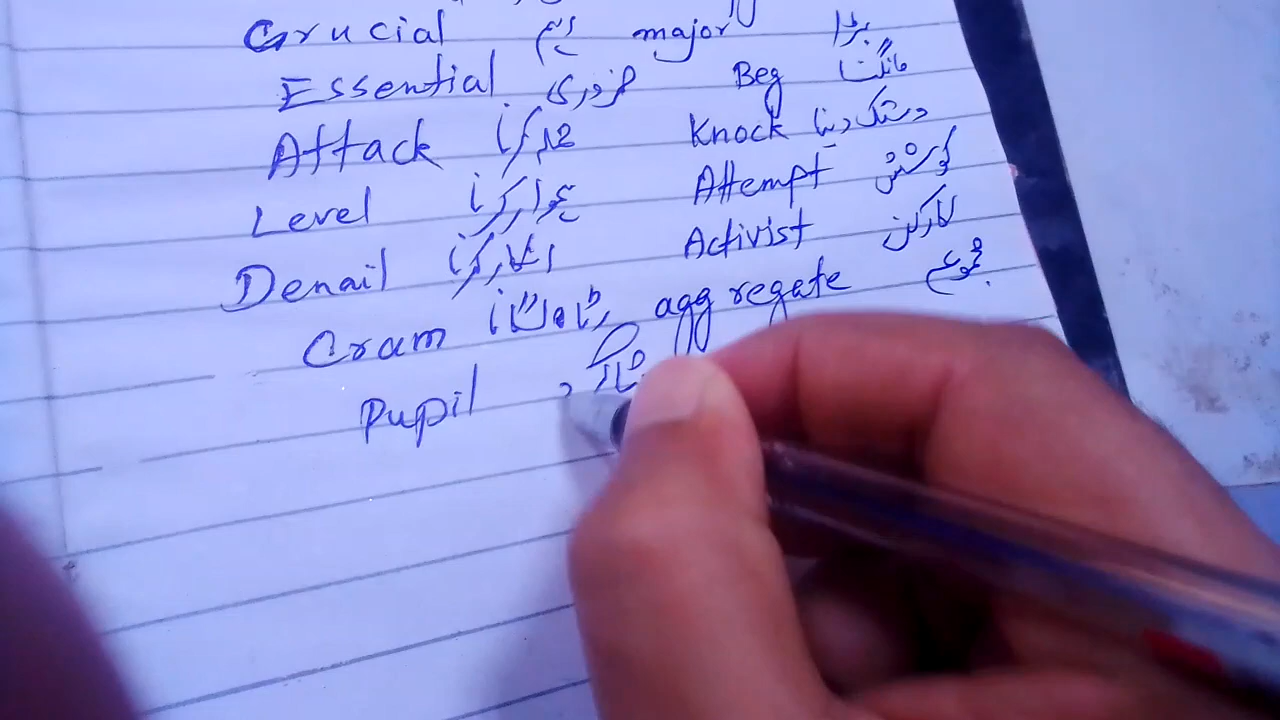 Crucial اہم major بڑا
Essential ضروری Beg مانگنا
Attack حملہ کرنا Knock دستک دینا
Level ہموار کرنا Attempt کوشش
Denail انکار کرنا Activist کارکن
Cram رٹا لگانا aggregate مجموعہ
Pupil